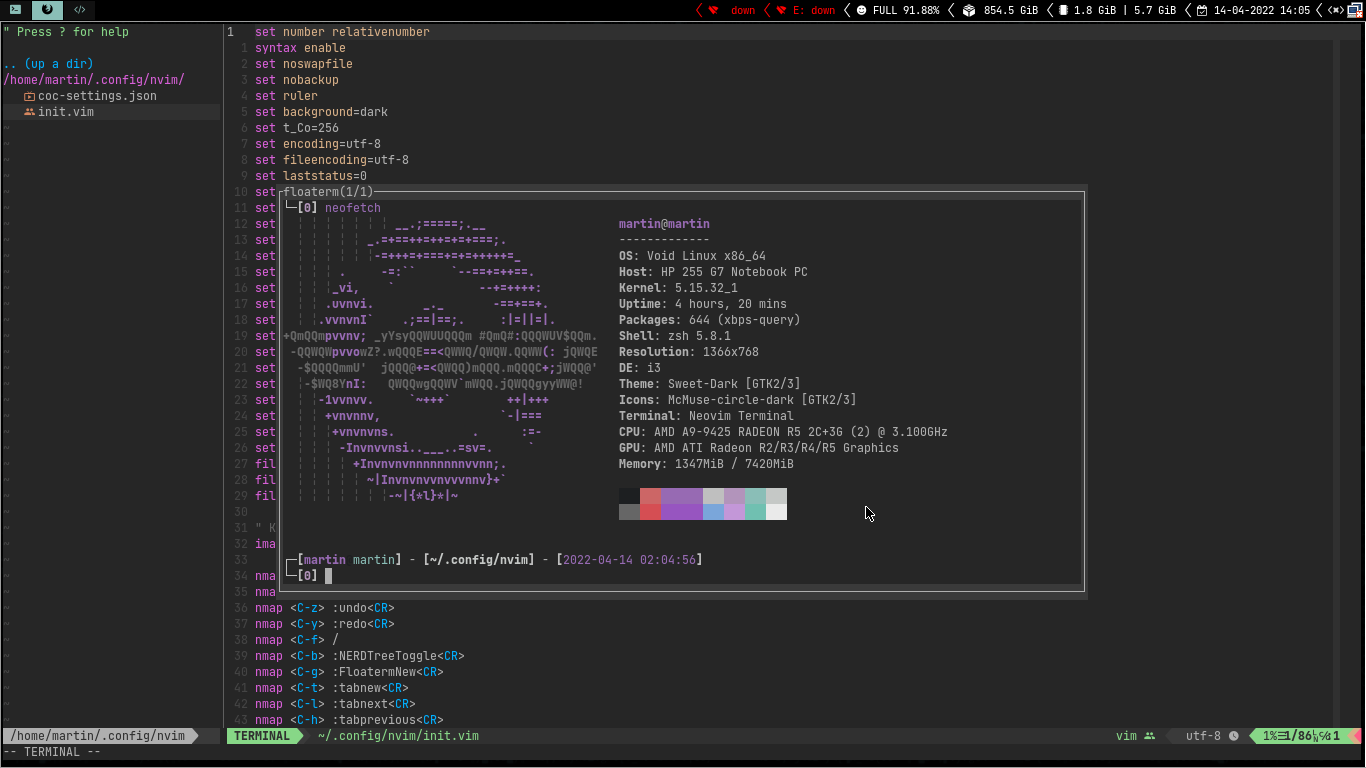 down E: down FULL 91.88% 854.5 GiB 1.8 GiB | 5.7 GiB 14-04-2022 14:05
" Press ? for help
.. (up a dir)
/home/martin/.config/nvim/
coc-settings.json
init.vim
1 set number relativenumber
1 syntax enable
2 set noswapfile
3 set nobackup
4 set ruler
5 set background=dark
6 set t_Co=256
7 set encoding=utf-8
8 set fileencoding=utf-8
9 set laststatus=0
10 set
11 set
12 set
13 set
14 set
15 set
16 set
17 set
18 set
19 set
20 set
21 set
22 set
23 set
24 set
25 set
26 set
27 fil
28 fil
29 fil
30
31 " K
32 ima
33
34 nma
35 nma
36 nmap <C-z> :undo<CR>
37 nmap <C-y> :redo<CR>
38 nmap <C-f> /
39 nmap <C-b> :NERDTreeToggle<CR>
40 nmap <C-g> :FloatermNew<CR>
41 nmap <C-t> :tabnew<CR>
42 nmap <C-l> :tabnext<CR>
43 nmap <C-h> :tabprevious<CR>
floaterm(1/1)
[0] neofetch
martin@martin
-------------
OS: Void Linux x86_64
Host: HP 255 G7 Notebook PC
Kernel: 5.15.32_1
Uptime: 4 hours, 20 mins
Packages: 644 (xbps-query)
Shell: zsh 5.8.1
Resolution: 1366x768
DE: i3
Theme: Sweet-Dark [GTK2/3]
Icons: McMuse-circle-dark [GTK2/3]
Terminal: Neovim Terminal
CPU: AMD A9-9425 RADEON R5 2C+3G (2) @ 3.100GHz
GPU: AMD ATI Radeon R2/R3/R4/R5 Graphics
Memory: 1347MiB / 7420MiB
[martin martin] - [~/.config/nvim] - [2022-04-14 02:04:56]
[0]
/home/martin/.config/nvim TERMINAL ~/.config/nvim/init.vim vim utf-8 1% 1/86 1
-- TERMINAL --